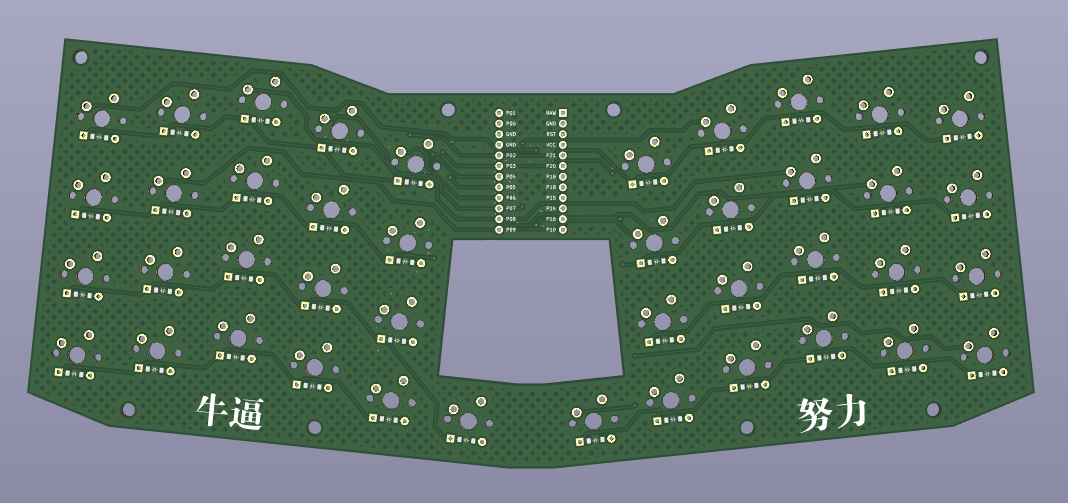 P01 RAW
P00 GND
GND RST
GND VCC
P02 P21
P03 P20
P04 P19
P05 P18
P06 P15
P07 P14
P08 P16
P09 P10
牛逼 努力